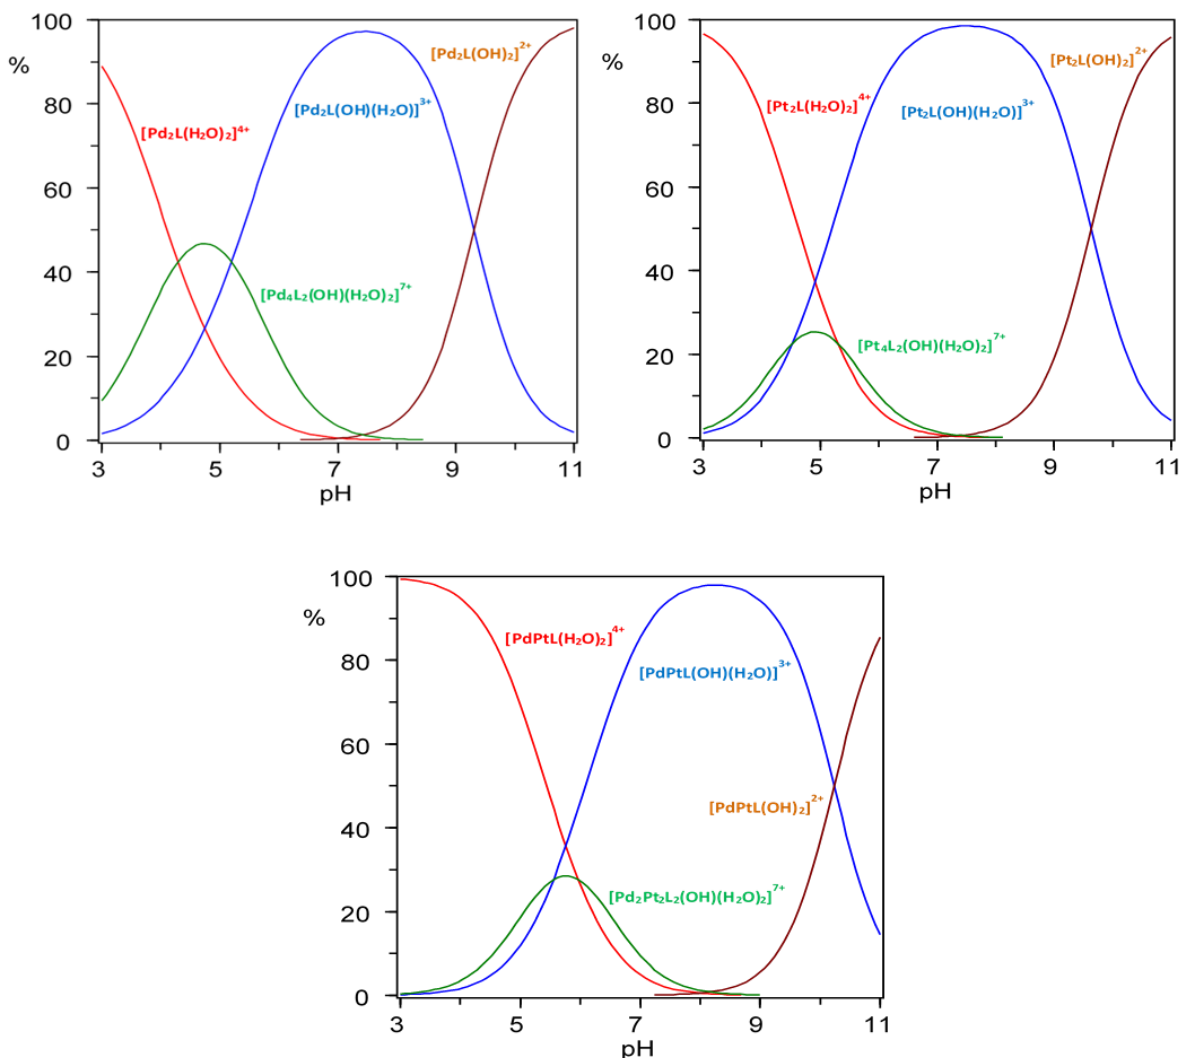 100
%
80
60
40
20
0
3
5
7
9
11
pH
[Pd₂L(H₂O)₂]⁴⁺
[Pd₂L(OH)(H₂O)]³⁺
[Pd₂L(OH)₂]²⁺
[Pd₄L₂(OH)(H₂O)₂]⁷⁺
100
%
80
60
40
20
0
3
5
7
9
11
pH
[Pt₂L(H₂O)₂]⁴⁺
[Pt₂L(OH)(H₂O)]³⁺
[Pt₂L(OH)₂]²⁺
[Pt₄L₂(OH)(H₂O)₂]⁷⁺
100
%
80
60
40
20
0
3
5
7
9
11
pH
[PdPtL(H₂O)₂]⁴⁺
[PdPtL(OH)(H₂O)]³⁺
[PdPtL(OH)₂]²⁺
[Pd₂Pt₂L₂(OH)(H₂O)₂]⁷⁺